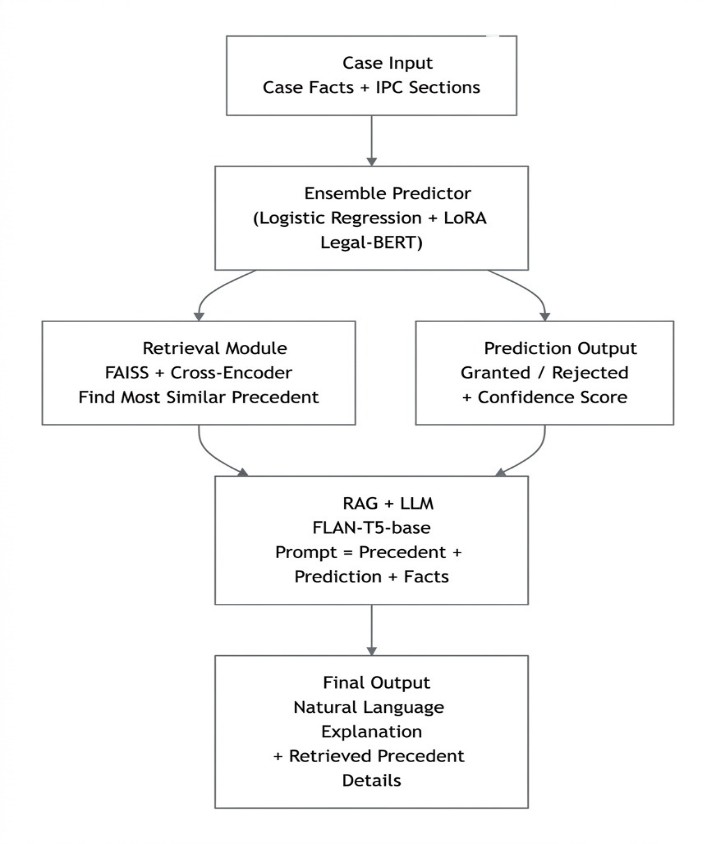 Case Input
Case Facts + IPC Sections
Ensemble Predictor
(Logistic Regression + LoRA
Legal-BERT)
Retrieval Module
FAISS + Cross-Encoder
Find Most Similar Precedent
Prediction Output
Granted / Rejected
+ Confidence Score
RAG + LLM
FLAN-T5-base
Prompt = Precedent +
Prediction + Facts
Final Output
Natural Language
Explanation
+ Retrieved Precedent
Details